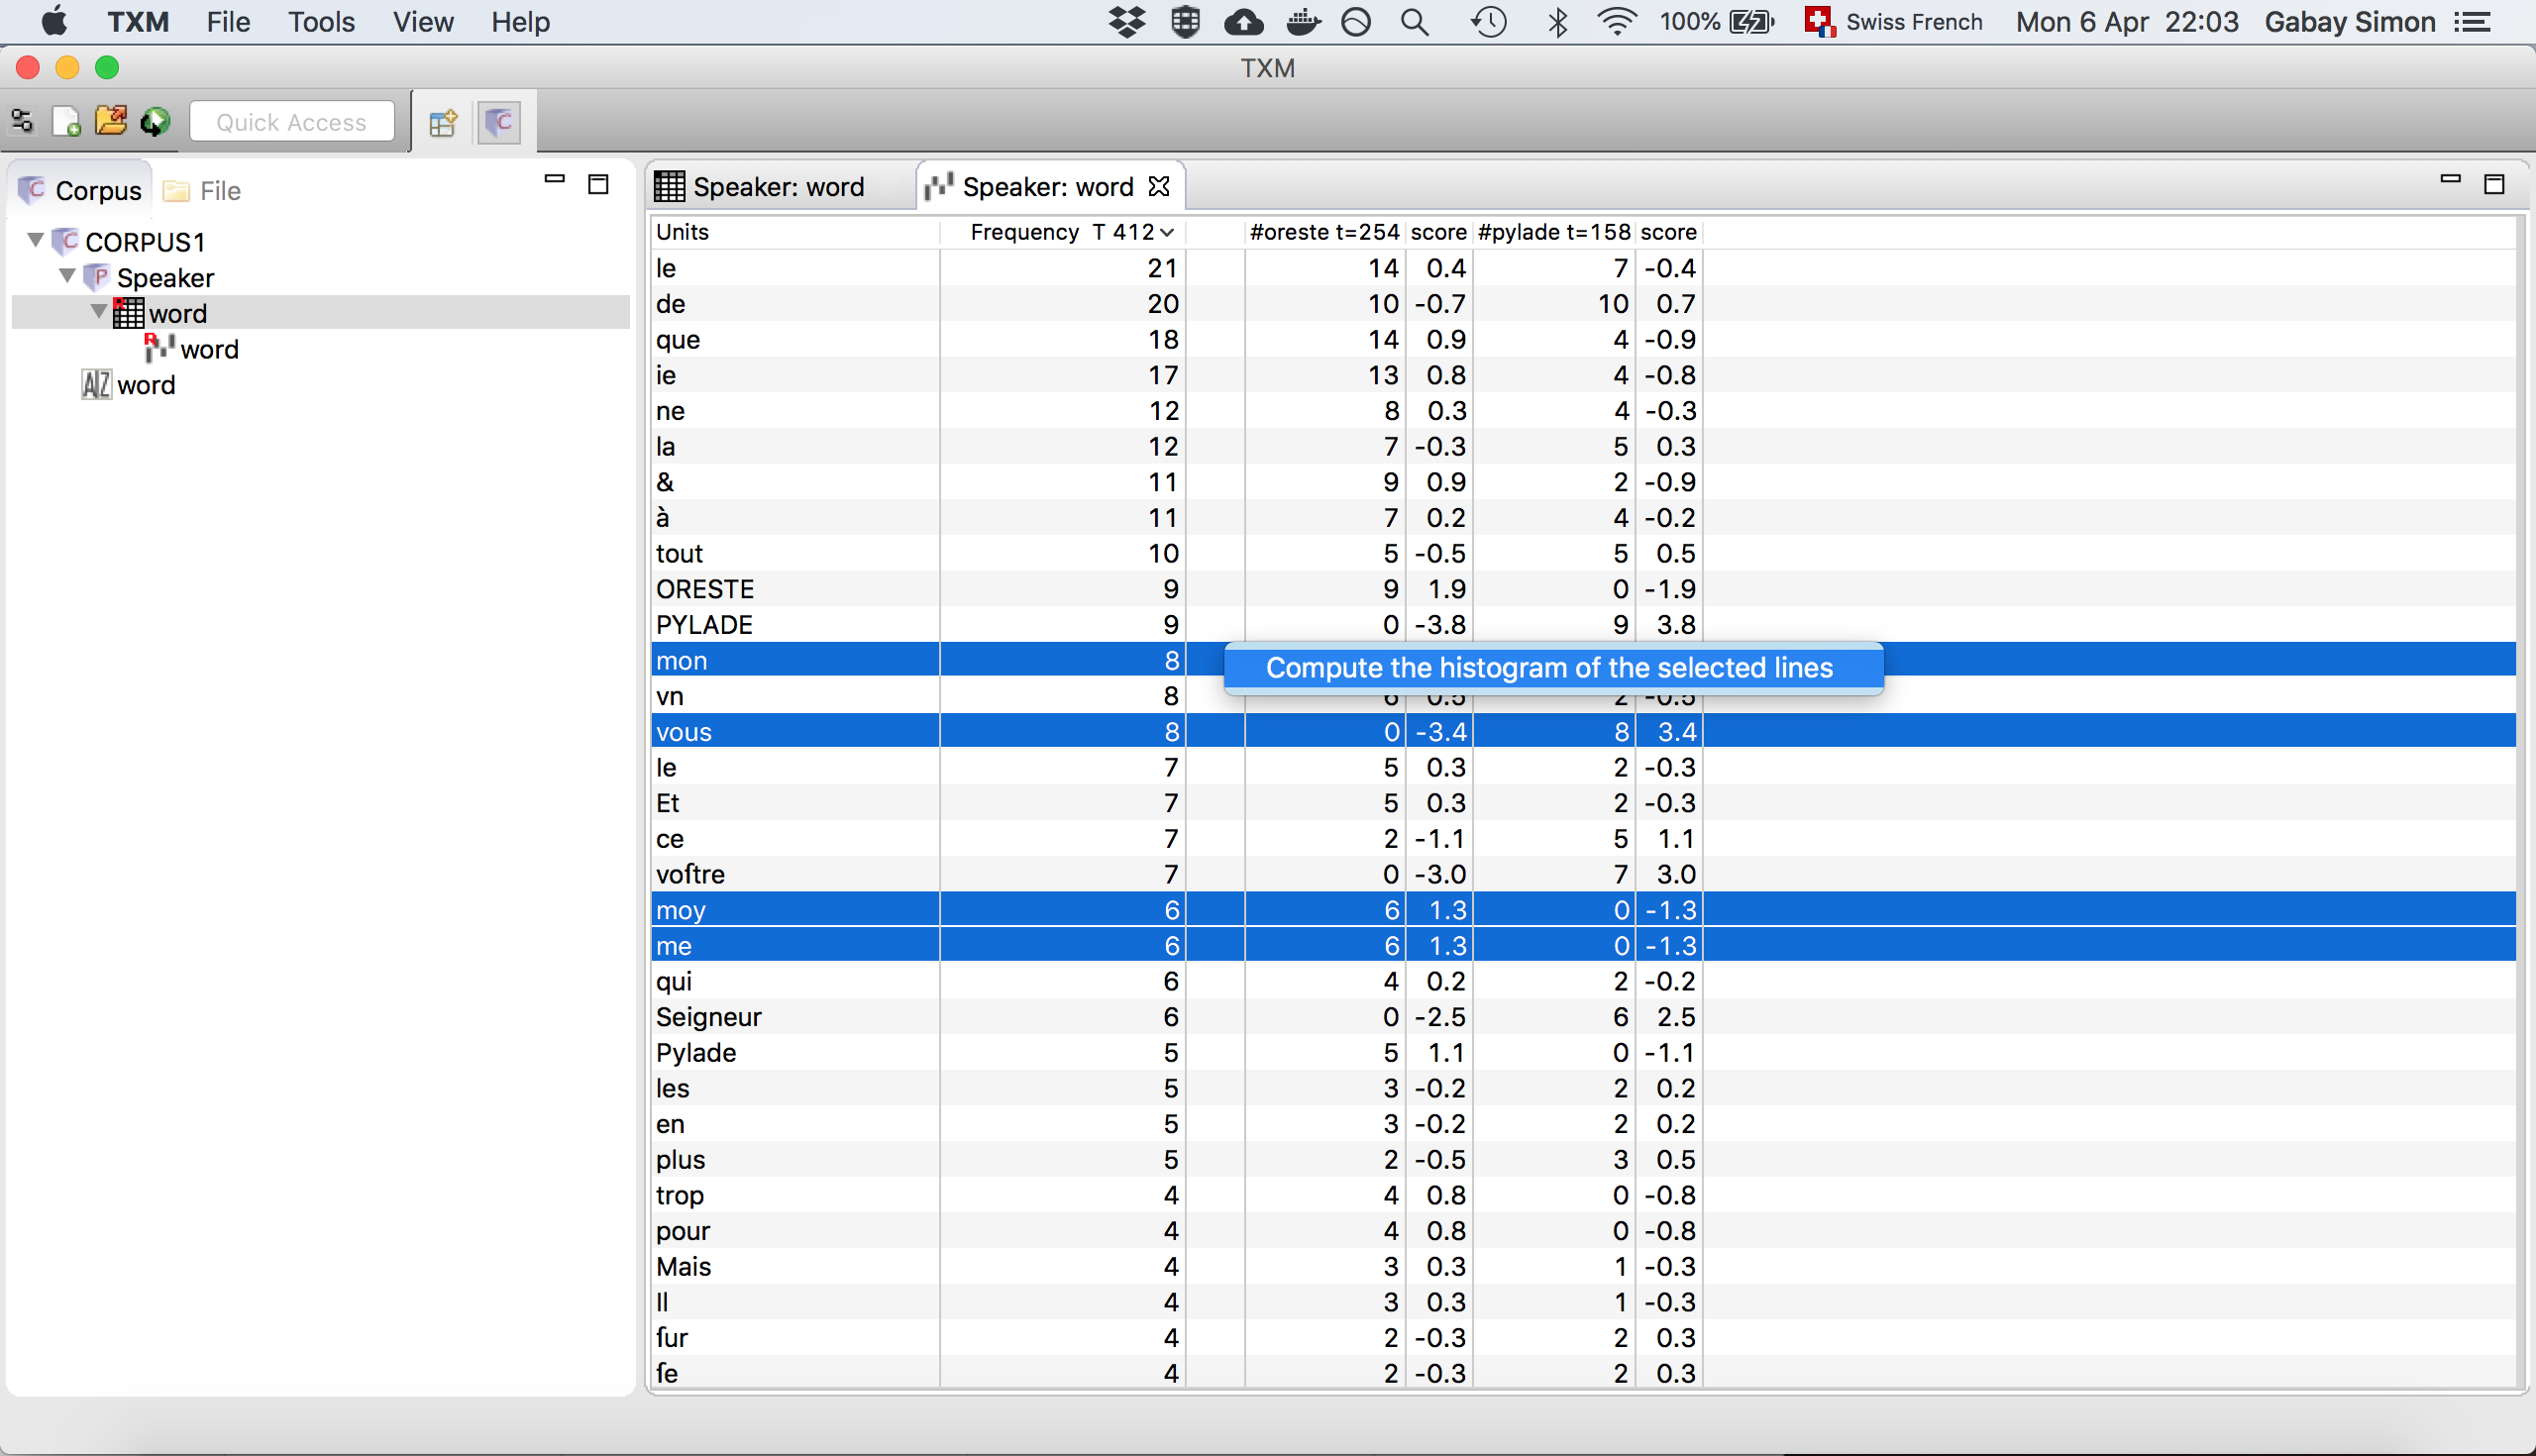 TXM File Tools View Help 100% Swiss French Mon 6 Apr 22:03 Gabay Simon
TXM
Quick Access
Corpus File
CORPUS1
Speaker
word
word
AZ word
Speaker: word Speaker: word
Units Frequency T 412 #oreste t=254 score #pylade t=158 score
le 21 14 0.4 7 -0.4
de 20 10 -0.7 10 0.7
que 18 14 0.9 4 -0.9
ie 17 13 0.8 4 -0.8
ne 12 8 0.3 4 -0.3
la 12 7 -0.3 5 0.3
& 11 9 0.9 2 -0.9
à 11 7 0.2 4 -0.2
tout 10 5 -0.5 5 0.5
ORESTE 9 9 1.9 0 -1.9
PYLADE 9 0 -3.8 9 3.8
mon 8 Compute the histogram of the selected lines
vn 8 6 0.5 2 -0.5
vous 8 0 -3.4 8 3.4
le 7 5 0.3 2 -0.3
Et 7 5 0.3 2 -0.3
ce 7 2 -1.1 5 1.1
voſtre 7 0 -3.0 7 3.0
moy 6 6 1.3 0 -1.3
me 6 6 1.3 0 -1.3
qui 6 4 0.2 2 -0.2
Seigneur 6 0 -2.5 6 2.5
Pylade 5 5 1.1 0 -1.1
les 5 3 -0.2 2 0.2
en 5 3 -0.2 2 0.2
plus 5 2 -0.5 3 0.5
trop 4 4 0.8 0 -0.8
pour 4 4 0.8 0 -0.8
Mais 4 3 0.3 1 -0.3
Il 4 3 0.3 1 -0.3
ſur 4 2 -0.3 2 0.3
ſe 4 2 -0.3 2 0.3